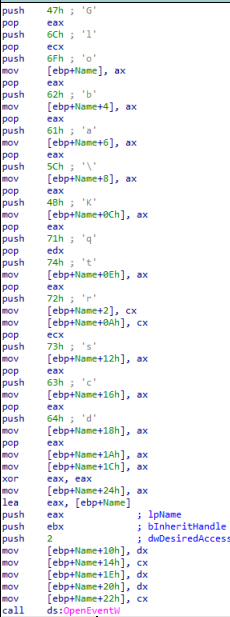 push 47h ; 'G'
pop eax
push 6Ch ; 'l'
pop ecx
push 6Fh ; 'o'
mov [ebp+Name], ax
pop eax
push 62h ; 'b'
mov [ebp+Name+4], ax
pop eax
push 61h ; 'a'
mov [ebp+Name+6], ax
pop eax
push 5Ch ; '\'
mov [ebp+Name+8], ax
pop eax
push 4Bh ; 'K'
mov [ebp+Name+0Ch], ax
pop eax
push 71h ; 'q'
pop edx
push 74h ; 't'
mov [ebp+Name+0Eh], ax
pop eax
push 72h ; 'r'
mov [ebp+Name+2], cx
mov [ebp+Name+0Ah], cx
pop ecx
push 73h ; 's'
mov [ebp+Name+12h], ax
pop eax
push 63h ; 'c'
mov [ebp+Name+16h], ax
pop eax
push 64h ; 'd'
mov [ebp+Name+18h], ax
pop eax
mov [ebp+Name+1Ah], ax
mov [ebp+Name+1Ch], ax
xor eax, eax
mov [ebp+Name+24h], ax
lea eax, [ebp+Name]
push eax ; lpName
push ebx ; bInheritHandle
push 2 ; dwDesiredAccess
mov [ebp+Name+10h], dx
mov [ebp+Name+14h], cx
mov [ebp+Name+1Eh], dx
mov [ebp+Name+20h], dx
mov [ebp+Name+22h], cx
call ds:OpenEventW